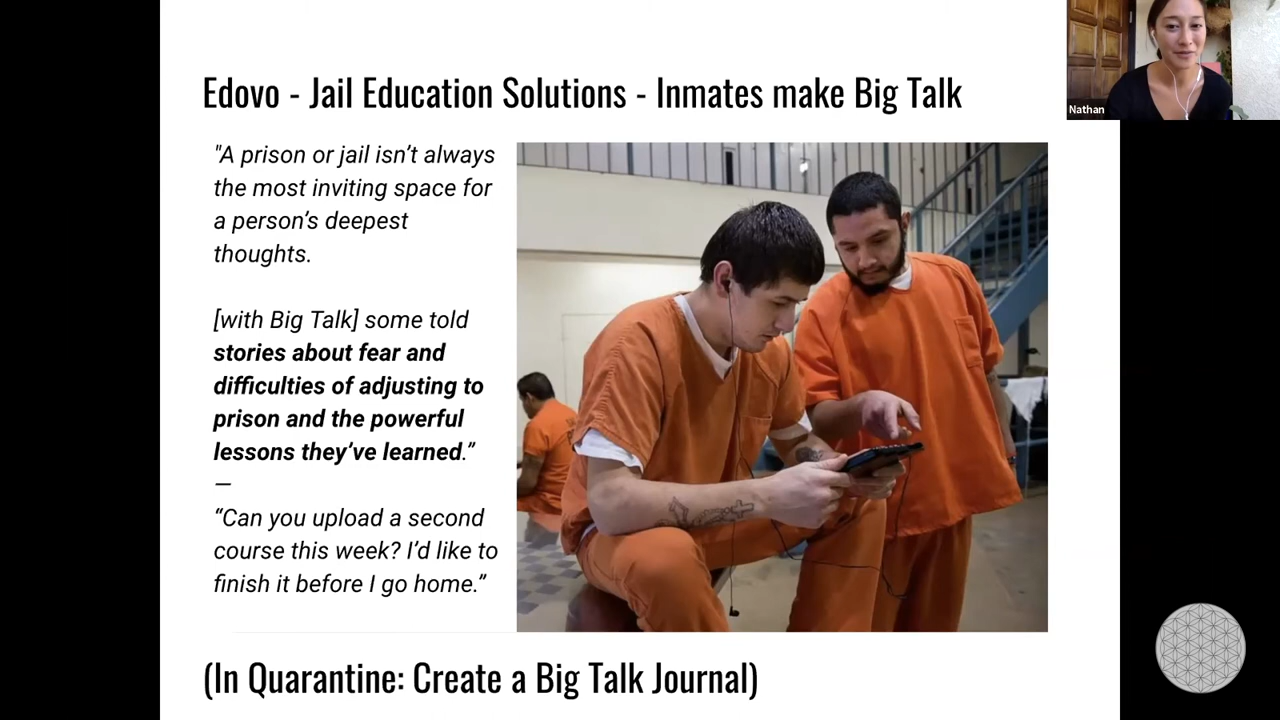 Edovo - Jail Education Solutions - Inmates make Big Talk
Nathan
"A prison or jail isn’t always
the most inviting space for
a person’s deepest
thoughts.
[with Big Talk] some told
stories about fear and
difficulties of adjusting to
prison and the powerful
lessons they’ve learned.”
—
“Can you upload a second
course this week? I’d like to
finish it before I go home.”
(In Quarantine: Create a Big Talk Journal)